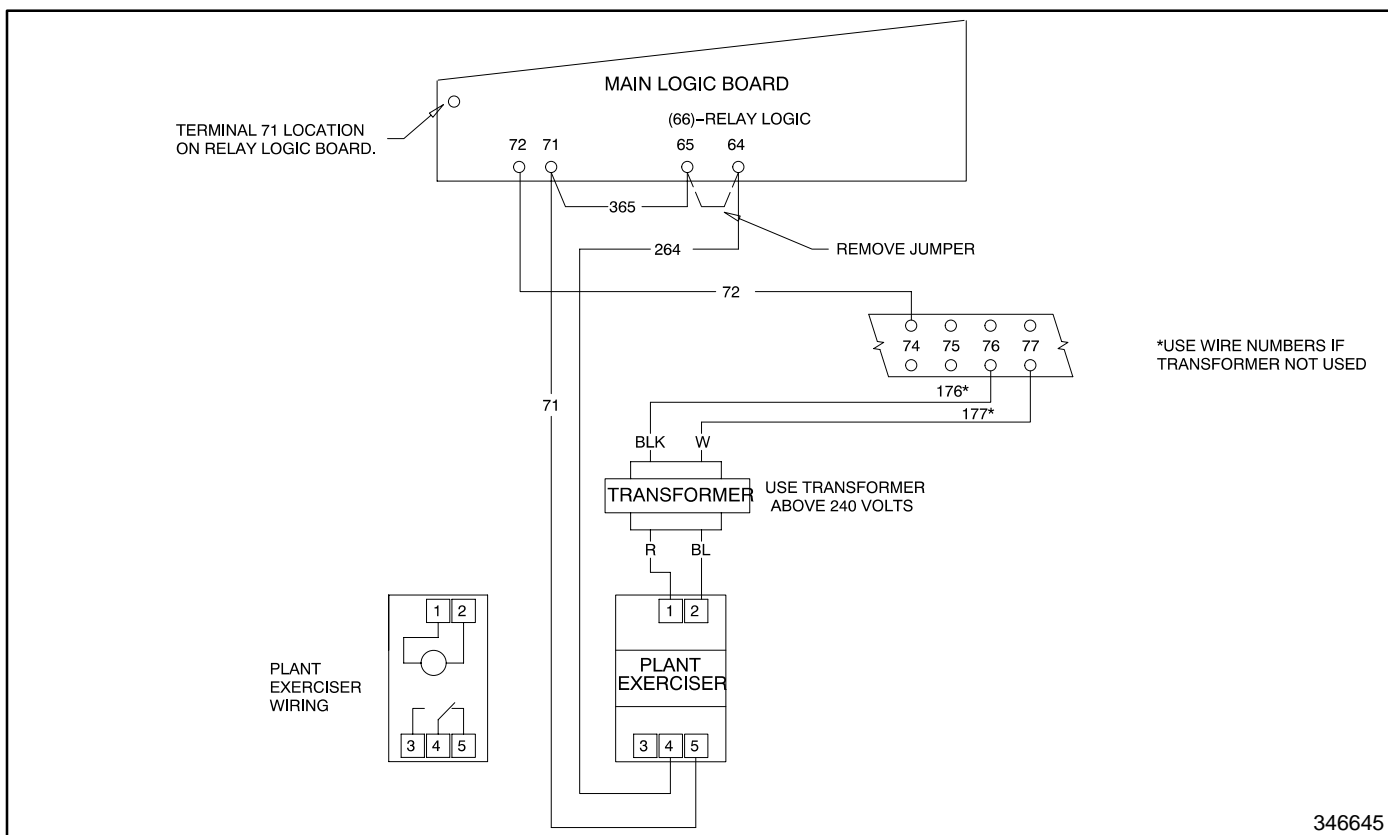 MAIN LOGIC BOARD
(66)–RELAY LOGIC
TERMINAL 71 LOCATION
ON RELAY LOGIC BOARD.
72 71 65 64
365
264
REMOVE JUMPER
72
74 75 76 77
*USE WIRE NUMBERS IF
TRANSFORMER NOT USED
176*
177*
71
BLK W
TRANSFORMER
USE TRANSFORMER
ABOVE 240 VOLTS
R BL
1 2
1 2
PLANT
EXERCISER
WIRING
PLANT
EXERCISER
3 4 5
3 4 5
346645